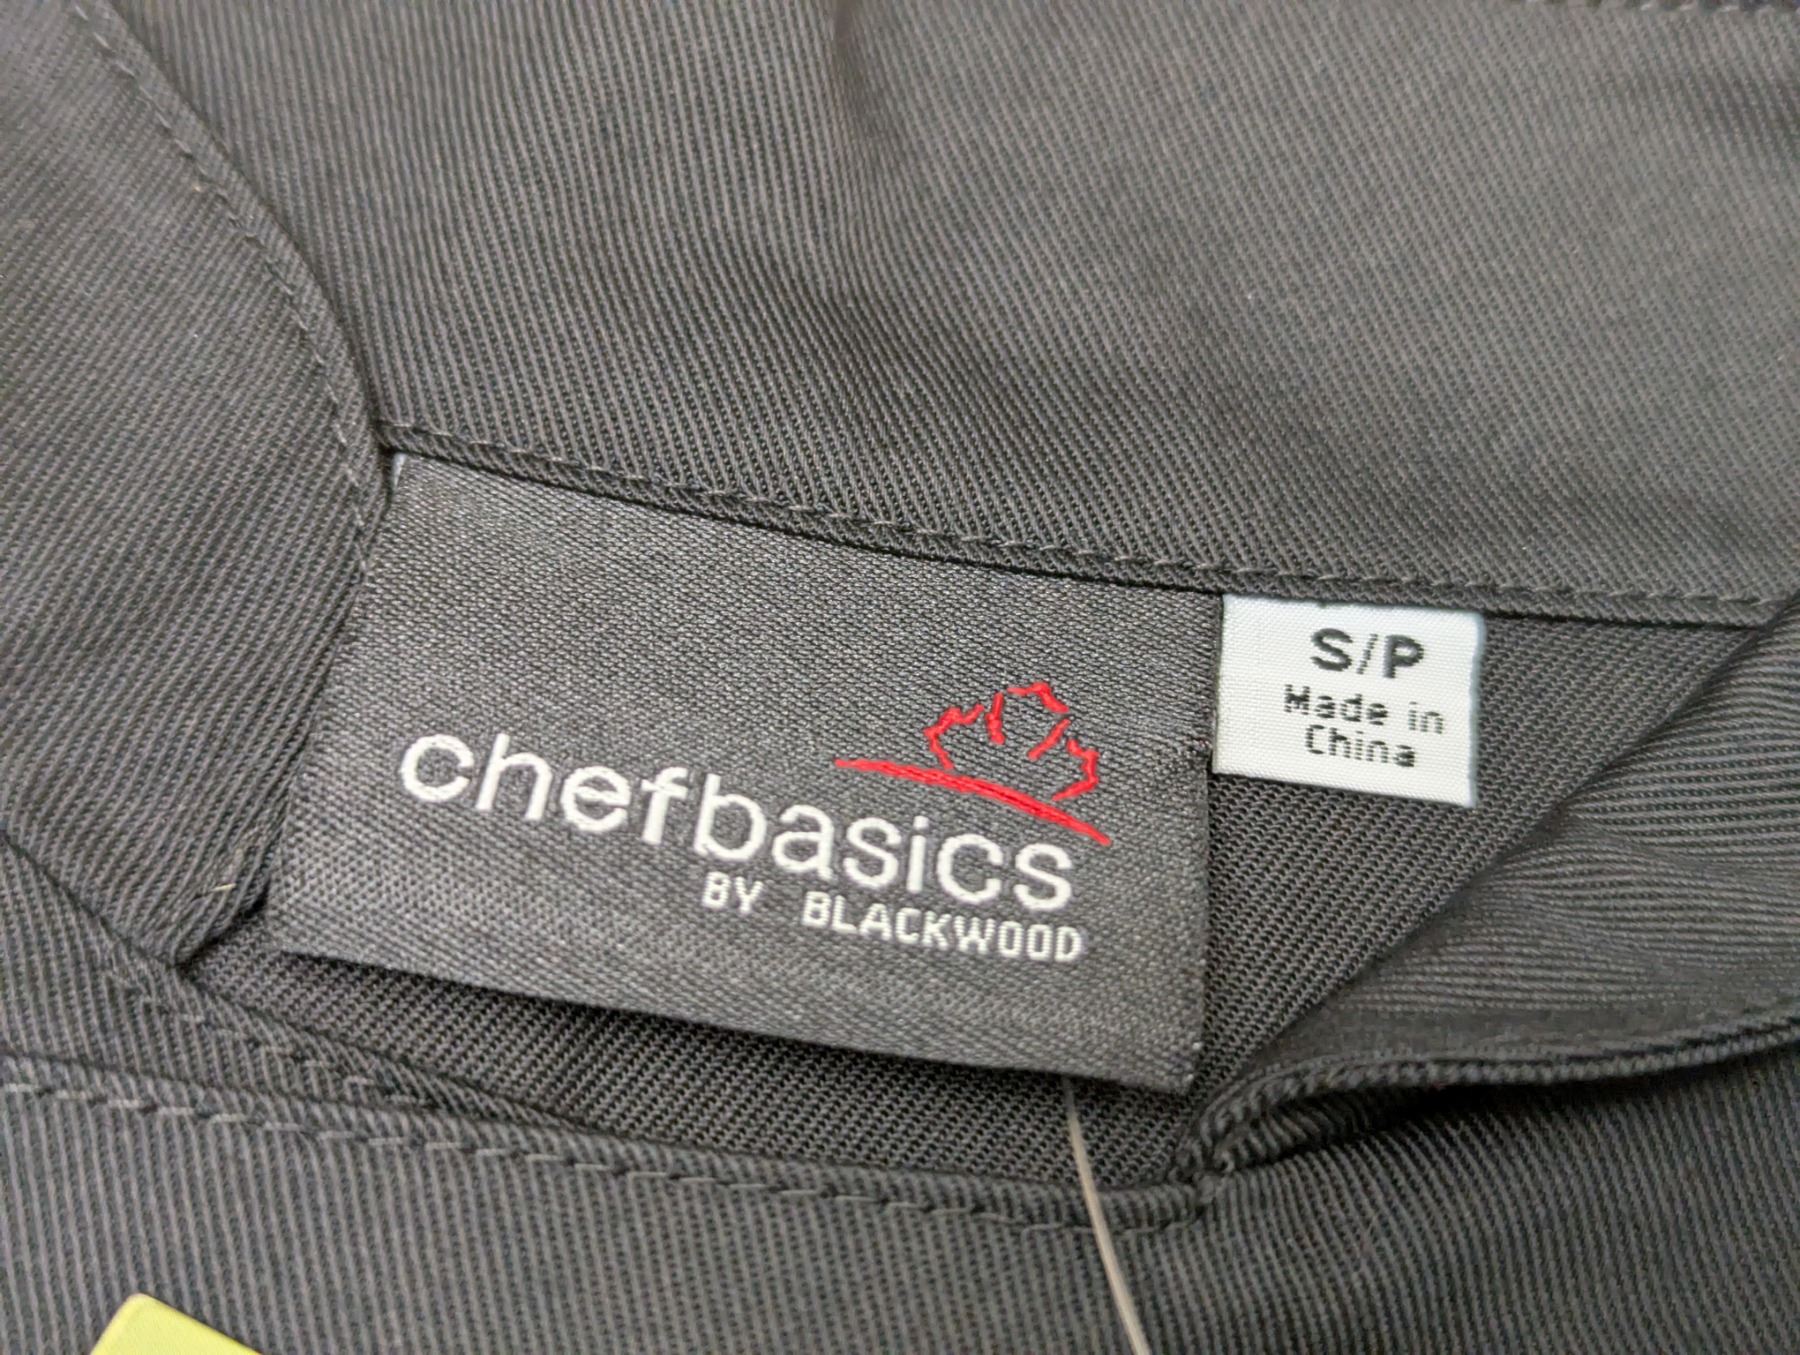 chefbasics
BY BLACKWOOD
S/P
Made in
China